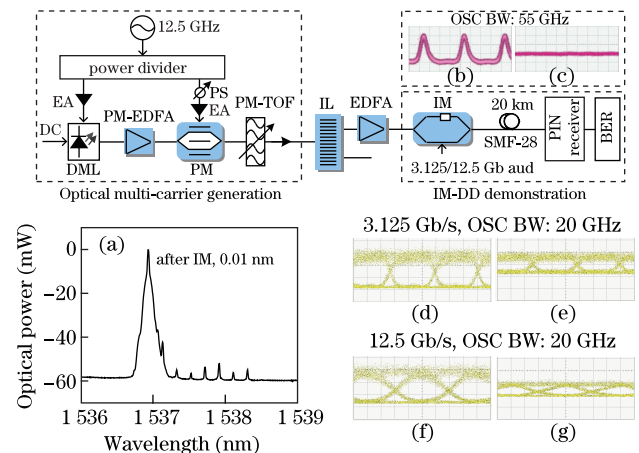 12.5 GHz
OSC BW: 55 GHz
power divider
(b)
(c)
EA
PS
EA
PM-TOF
PM-EDFA
IL
EDFA
IM
20 km
DC
SMF-28
PIN
receiver
BER
DML
PM
3.125/12.5 Gb aud
Optical multi-carrier generation
IM-DD demonstration
3.125 Gb/s, OSC BW: 20 GHz
(a)
after IM, 0.01 nm
Optical power (mW)
0
−20
−40
−60
1 536
1 537
1 538
1 539
Wavelength (nm)
(d)
(e)
12.5 Gb/s, OSC BW: 20 GHz
(f)
(g)